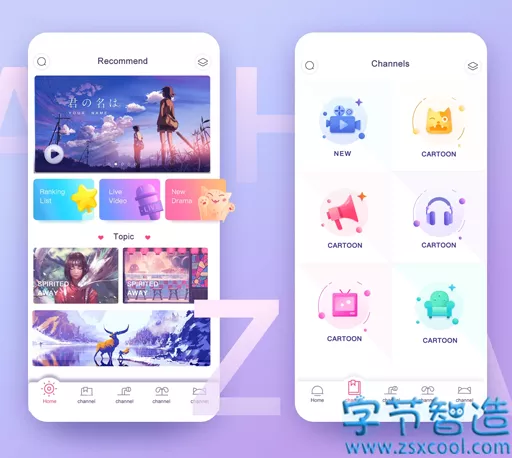 Recommend
君の名は
YOUR NAME
Ranking
List
Live
Video
New
Drama
Topic
SPIRITED
AWAY
SPIRITED
AWAY
Home
channel
channel
channel
channel
Channels
NEW
CARTOON
CARTOON
CARTOON
CARTOON
CARTOON
Home
channel
channel
字节智造
www.zsxcool.com
A
H
Z
A